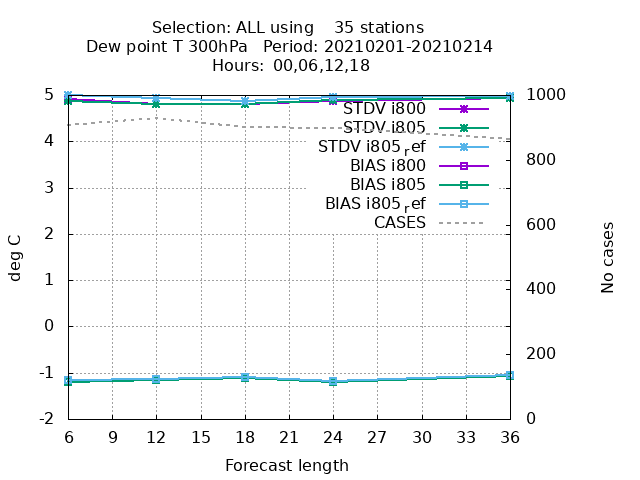 Selection: ALL using    35 stations
Dew point T 300hPa   Period: 20210201-20210214
Hours:  00,06,12,18
5 1000
STDV i800
STDV i805
4
STDV i805ref
800
BIAS i800
3
BIAS i805
BIAS i805ref
CASES
600
2
deg C
No cases
1
400
0
200
-1
-2 0
6 9 12 15 18 21 24 27 30 33 36
Forecast length